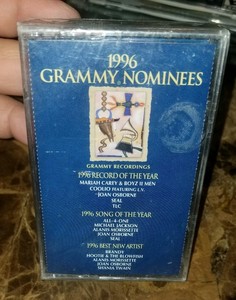 1996
GRAMMY NOMINEES
GRAMMY RECORDINGS
1996 RECORD OF THE YEAR
MARIAH CAREY & BOYZ II MEN
COOLIO FEATURING L.V.
JOAN OSBORNE
SEAL
TLC
1996 SONG OF THE YEAR
ALL-4-ONE
MICHAEL JACKSON
ALANIS MORISSETTE
JOAN OSBORNE
SEAL
1996 BEST NEW ARTIST
BRANDY
HOOTIE & THE BLOWFISH
ALANIS MORISSETTE
JOAN OSBORNE
SHANIA TWAIN